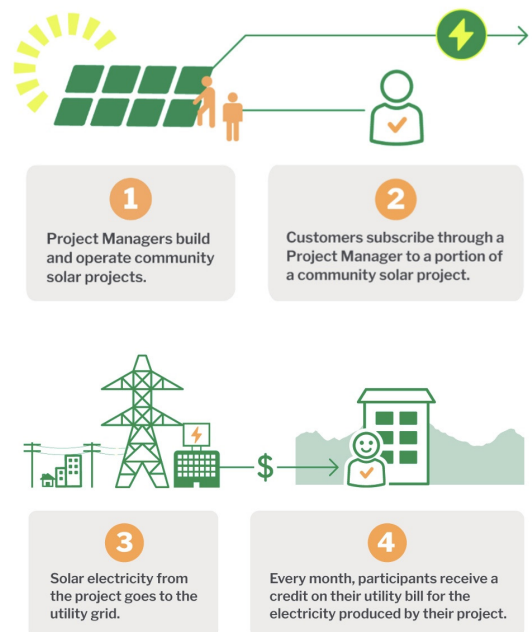 1
Project Managers build
and operate community
solar projects.
2
Customers subscribe through a
Project Manager to a portion of
a community solar project.
$
3
Solar electricity from
the project goes to the
utility grid.
4
Every month, participants receive a
credit on their utility bill for the
electricity produced by their project.